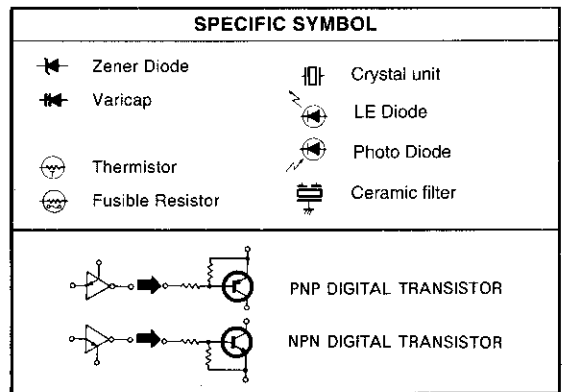 SPECIFIC SYMBOL
Zener Diode
Varicap
Thermistor
Fusible Resistor
Crystal unit
LE Diode
Photo Diode
Ceramic filter
PNP DIGITAL TRANSISTOR
NPN DIGITAL TRANSISTOR